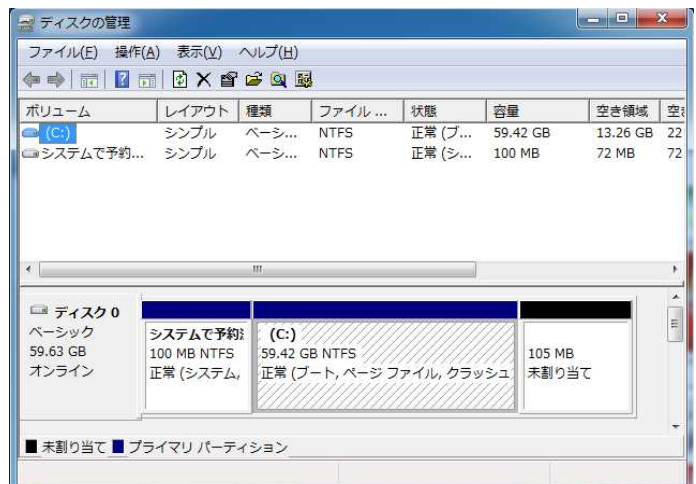 ディスクの管理
ファイル(F) 操作(A) 表示(V) ヘルプ(H)
ボリューム レイアウト 種類 ファイル ... 状態 容量 空き領域 空き
(C:) シンプル ベーシ... NTFS 正常 (ブ... 59.42 GB 13.26 GB 22
システムで予約... シンプル ベーシ... NTFS 正常 (シ... 100 MB 72 MB 72
ディスク 0
ベーシック
59.63 GB
オンライン
システムで予約済
100 MB NTFS
正常 (システム,
(C:)
59.42 GB NTFS
正常 (ブート, ページ ファイル, クラッシュ
105 MB
未割り当て
未割り当て プライマリ パーティション